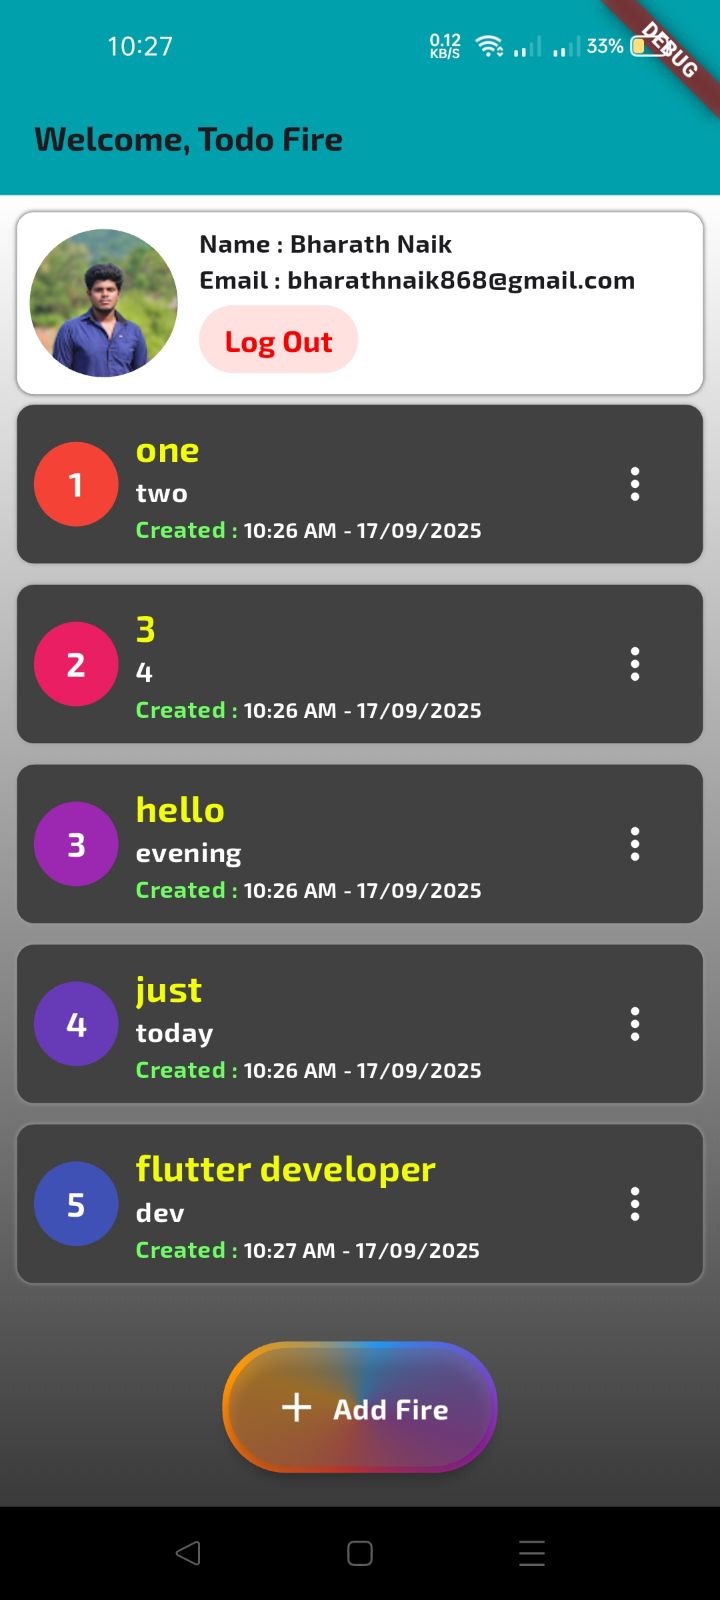 10:27
0.12
KB/S
33%
DEBUG
Welcome, Todo Fire
Name : Bharath Naik
Email : bharathnaik868@gmail.com
Log Out
1
one
two
Created : 10:26 AM - 17/09/2025
2
3
4
Created : 10:26 AM - 17/09/2025
3
hello
evening
Created : 10:26 AM - 17/09/2025
4
just
today
Created : 10:26 AM - 17/09/2025
5
flutter developer
dev
Created : 10:27 AM - 17/09/2025
+ Add Fire